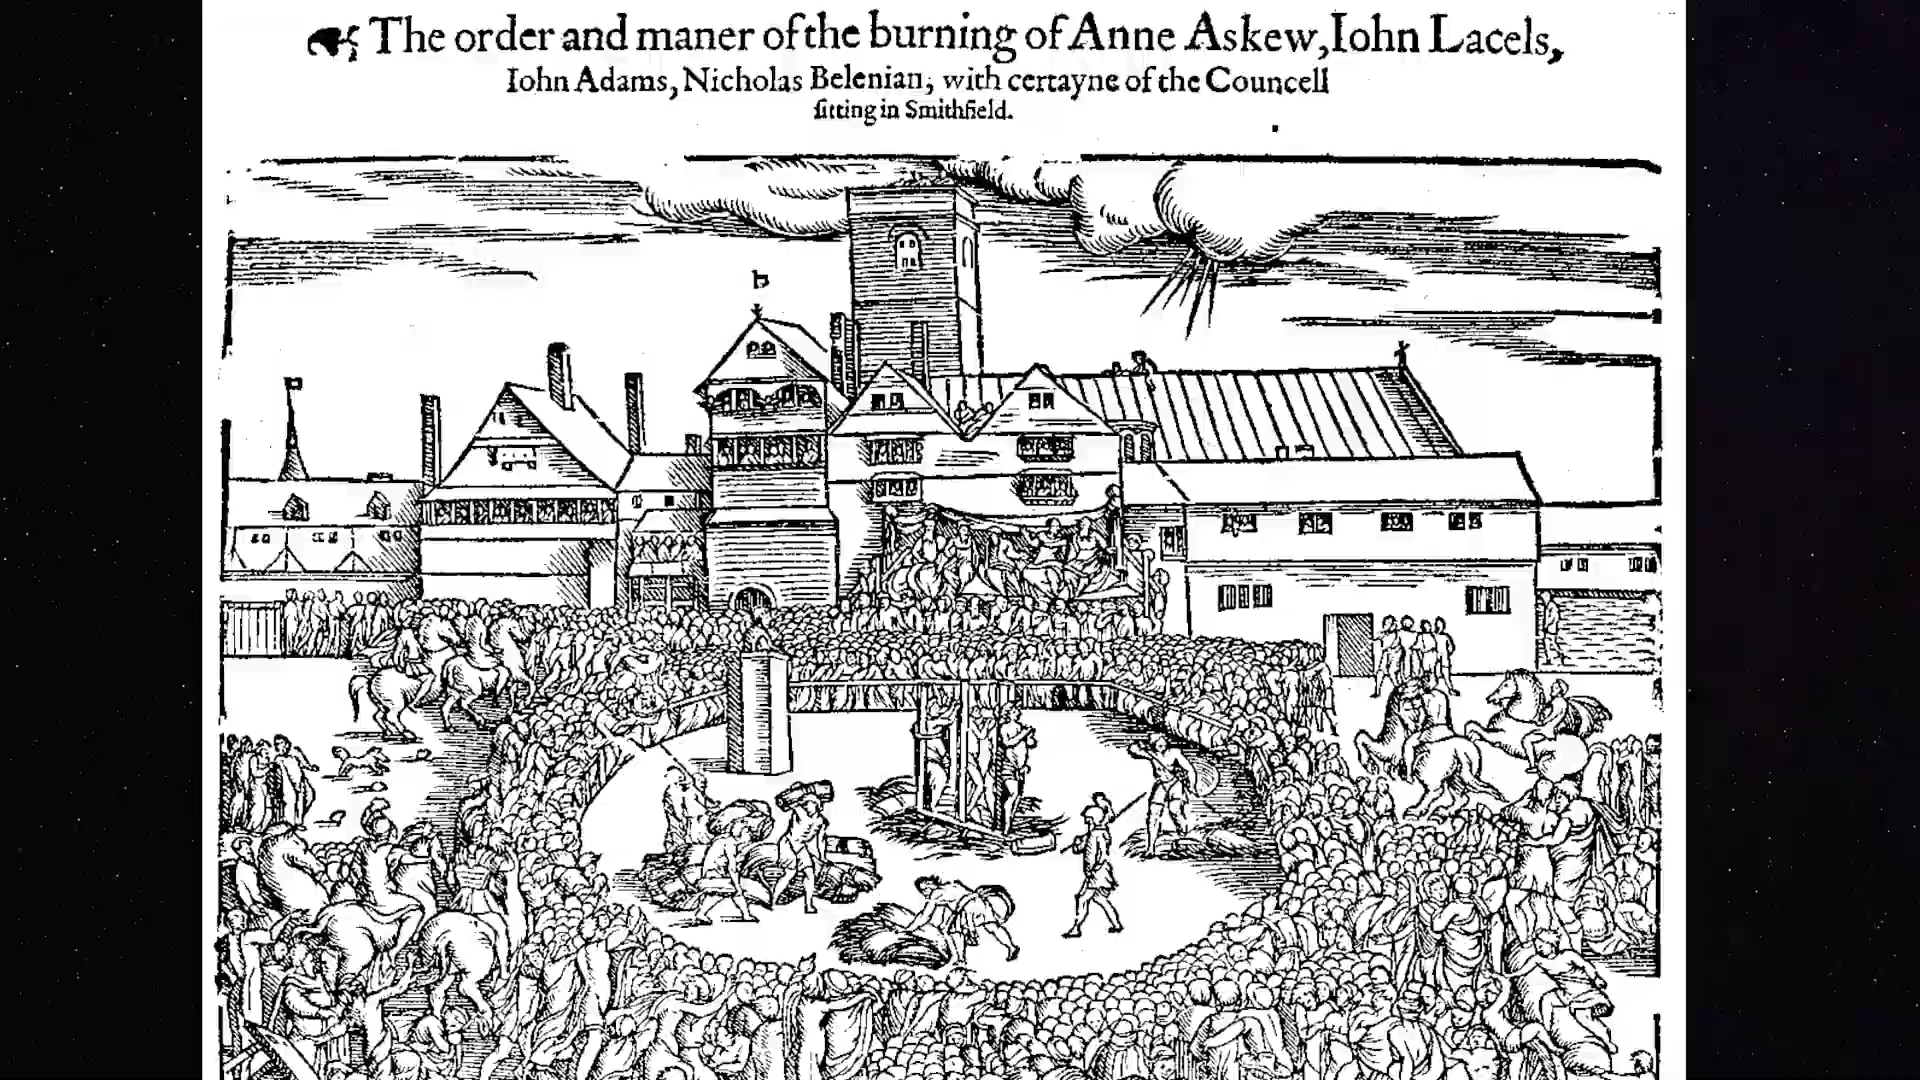 The order and maner of the burning of Anne Askew, Iohn Lacels,
Iohn Adams, Nicholas Belenian, with certayne of the Councell
sitting in Smithfield.